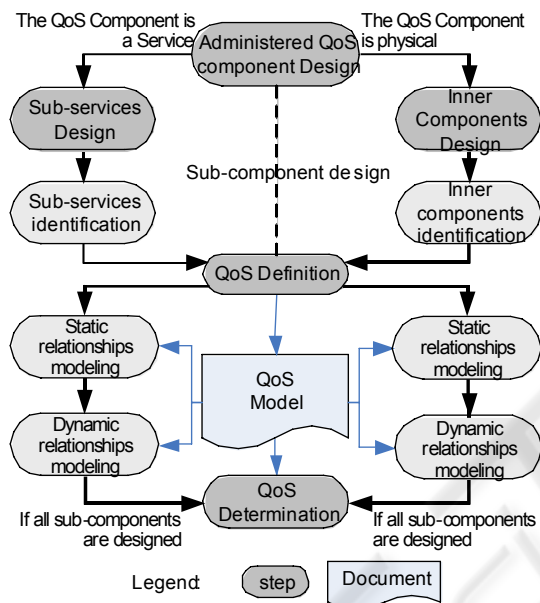 The QoS Component is
a Service
Administered QoS
component Design
The QoS Component
is physical
Sub-services
Design
Inner
Components
Design
Sub-component design
Sub-services
identification
Inner
components
identification
QoS Definition
Static
relationships
modeling
QoS
Model
Static
relationships
modeling
Dynamic
relationships
modeling
Dynamic
relationships
modeling
QoS
Determination
If all sub-components
are designed
If all sub-components
are designed
Legend:
step
Document